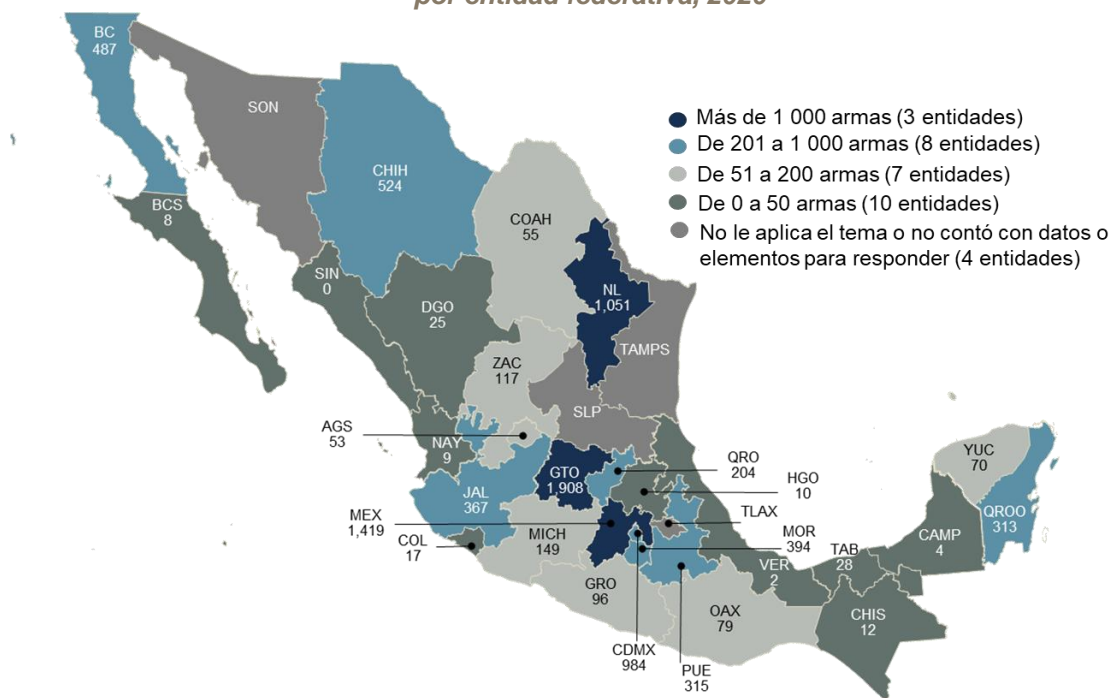 por entidad federativa, 2020
BC
487
SON
CHIH
524
Más de 1 000 armas (3 entidades)
De 201 a 1 000 armas (8 entidades)
De 51 a 200 armas (7 entidades)
De 0 a 50 armas (10 entidades)
No le aplica el tema o no contó con datos o
elementos para responder (4 entidades)
BCS
8
COAH
55
SIN
0
DGO
25
NL
1,051
TAMPS
ZAC
117
SLP
AGS
53
NAY
9
GTO
1,908
QRO
204
HGO
10
YUC
70
JAL
367
QROO
313
MEX
1,419
TLAX
COL
17
MICH
149
MOR
394
CAMP
4
VER
2
TAB
28
GRO
96
OAX
79
CHIS
12
CDMX
984
PUE
315